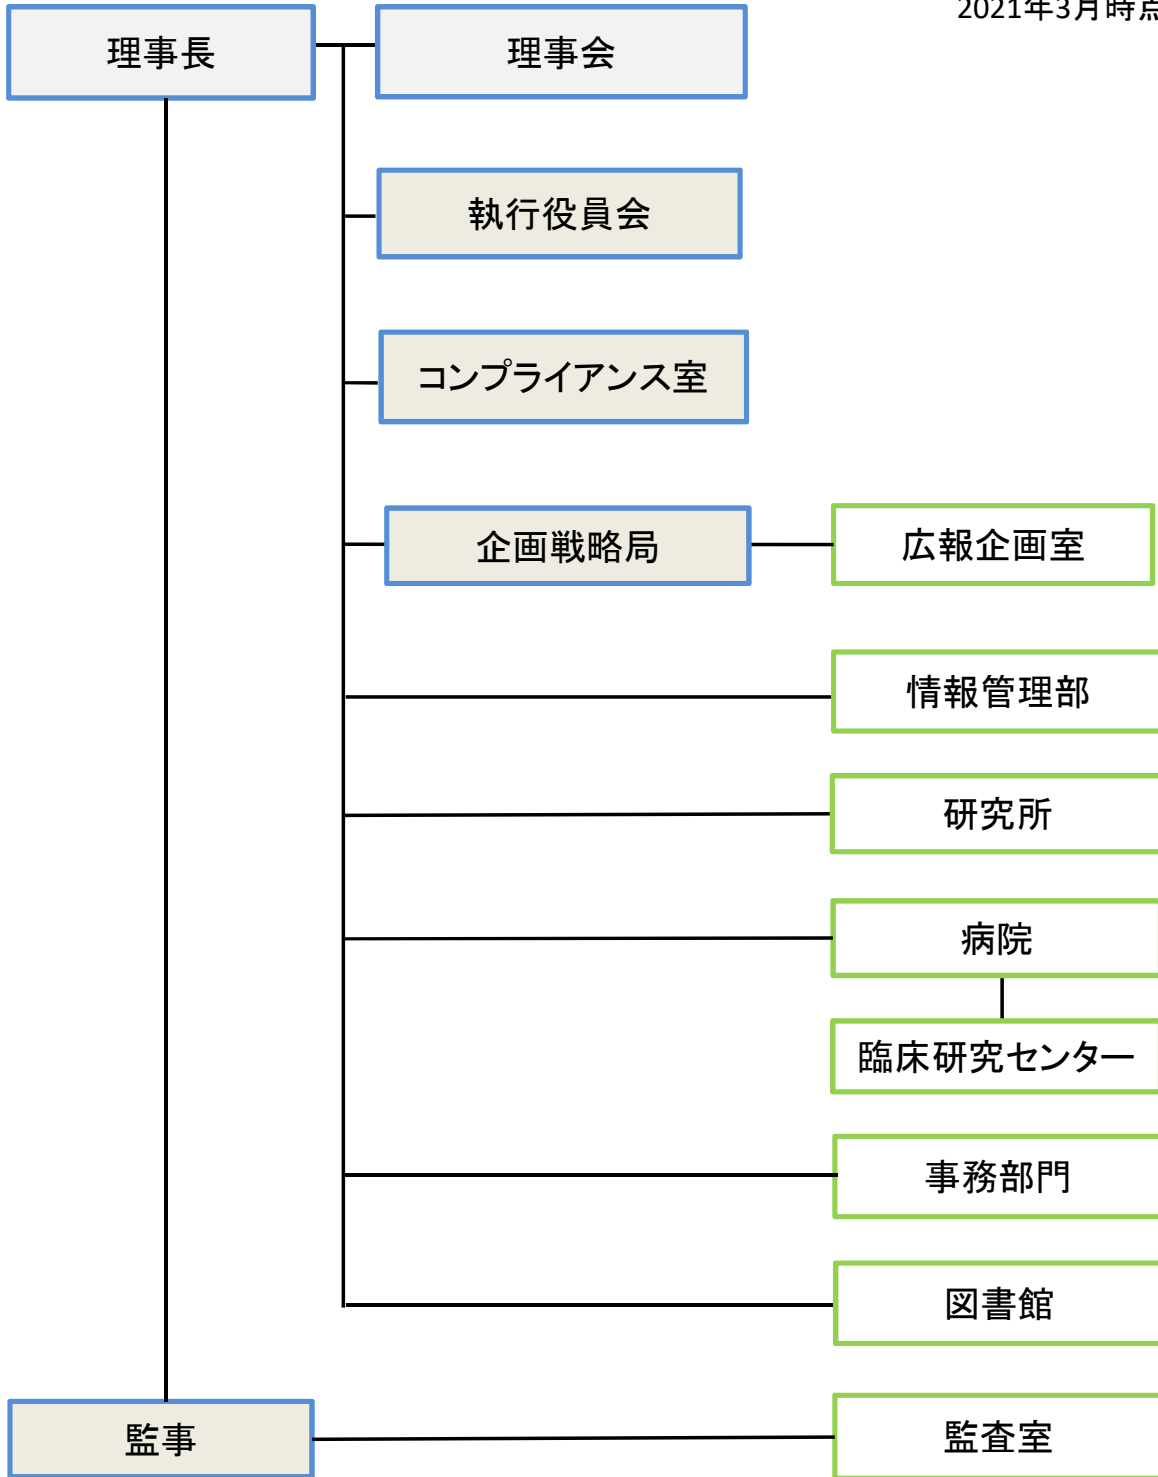 2021年3月時点
理事長
理事会
執行役員会
コンプライアンス室
企画戦略局
広報企画室
情報管理部
研究所
病院
臨床研究センター
事務部門
図書館
監事
監査室